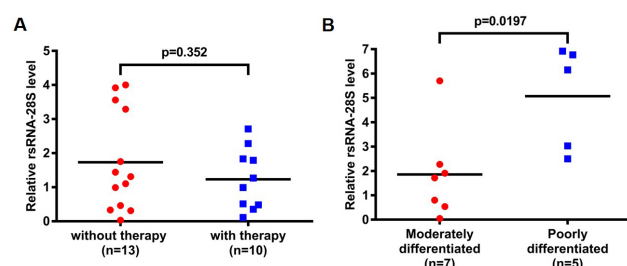 A
p=0.352
Relative rsRNA-28S level
5
4
3
2
1
0
without therapy
(n=13)
with therapy
(n=10)
B
p=0.0197
Relative rsRNA-28S level
7
6
5
4
3
2
1
0
Moderately
differentiated
(n=7)
Poorly
differentiated
(n=5)